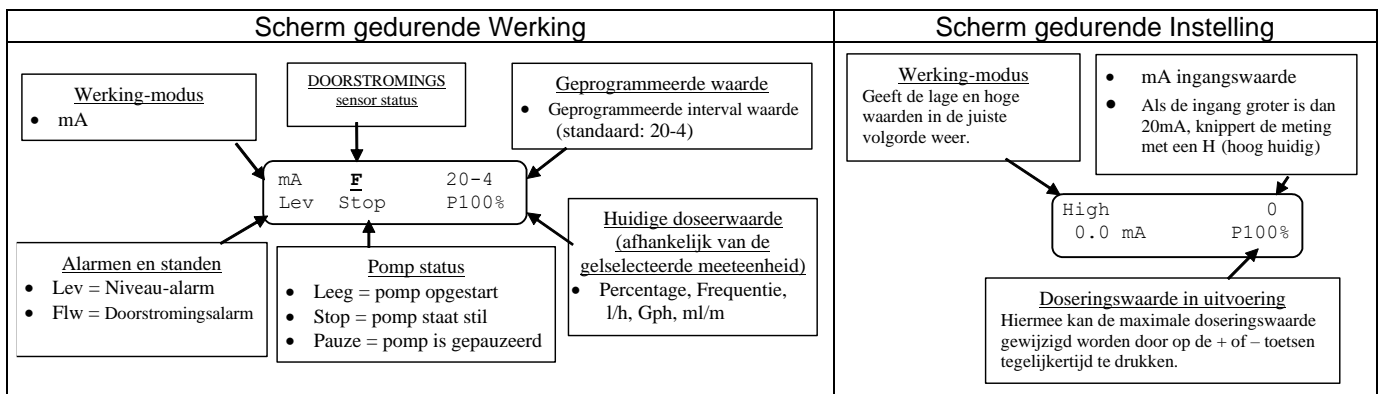 Scherm gedurende Werking
Werking-modus
• mA
DOORSTROMINGS
sensor status
Geprogrammeerde waarde
• Geprogrammeerde interval waarde
(standaard: 20-4)
mA F 20-4
Lev Stop P100%
Alarmen en standen
• Lev = Niveau-alarm
• Flw = Doorstromingsalarm
Pomp status
• Leeg = pomp opgestart
• Stop = pomp staat stil
• Pauze = pomp is gepauzeerd
Huidige doseerwaarde
(afhankelijk van de
gelselecteerde meeteenheid)
• Percentage, Frequentie,
l/h, Gph, ml/m
Scherm gedurende Instelling
Werking-modus
Geeft de lage en hoge
waarden in de juiste
volgorde weer.
• mA ingangswaarde
• Als de ingang groter is dan
20mA, knippert de meting
met een H (hoog huidig)
High 0
0.0 mA P100%
Doseringswaarde in uitvoering
Hiermee kan de maximale doseringswaarde
gewijzigd worden door op de + of – toetsen
tegelijkertijd te drukken.